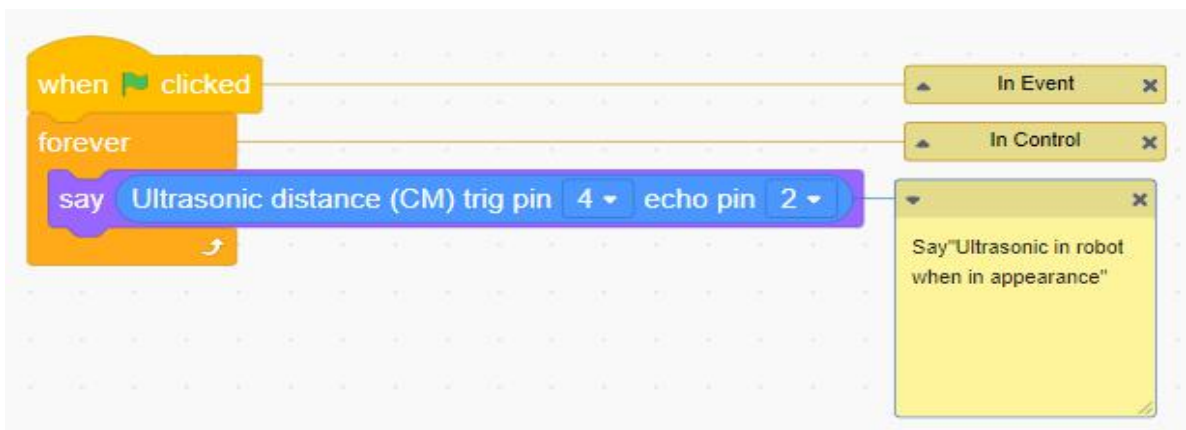 when clicked
In Event
forever
In Control
say Ultrasonic distance (CM) trig pin 4 echo pin 2
Say"Ultrasonic in robot
when in appearance"